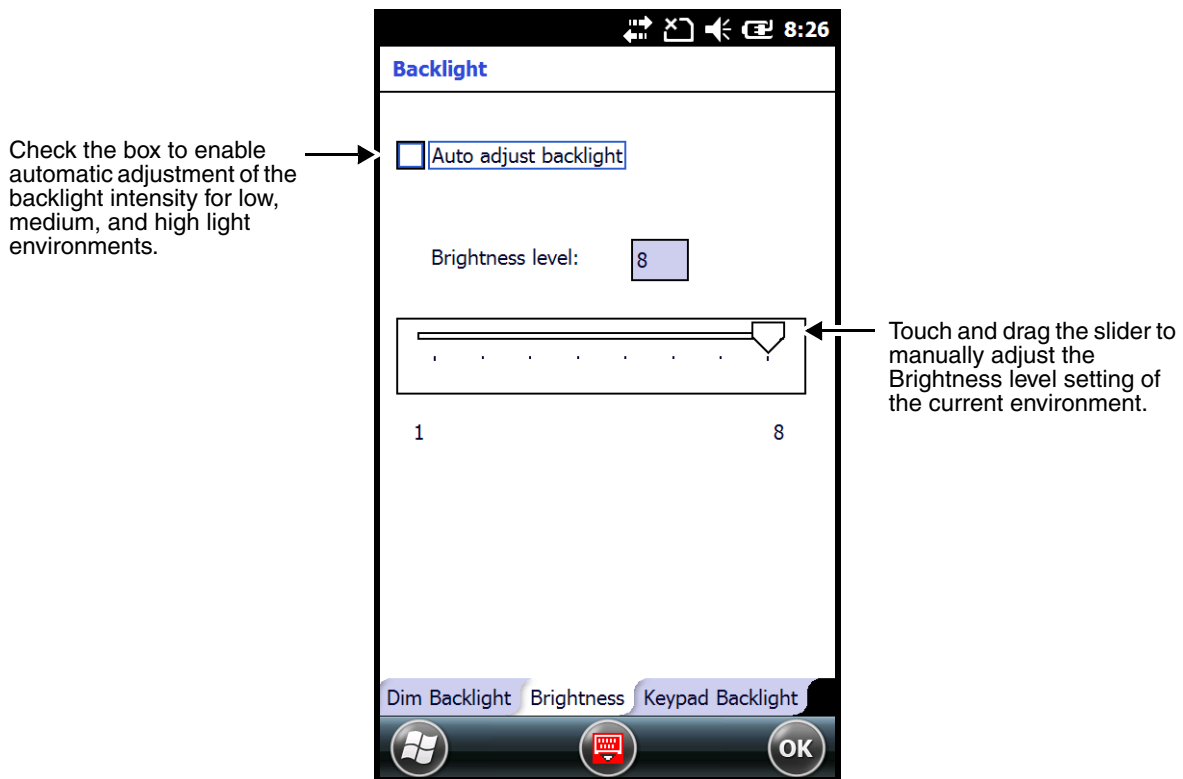 8:26
Backlight
Check the box to enable
automatic adjustment of the
backlight intensity for low,
medium, and high light
environments.
Auto adjust backlight
Brightness level:
8
Touch and drag the slider to
manually adjust the
Brightness level setting of
the current environment.
1
8
Dim Backlight
Brightness
Keypad Backlight
OK